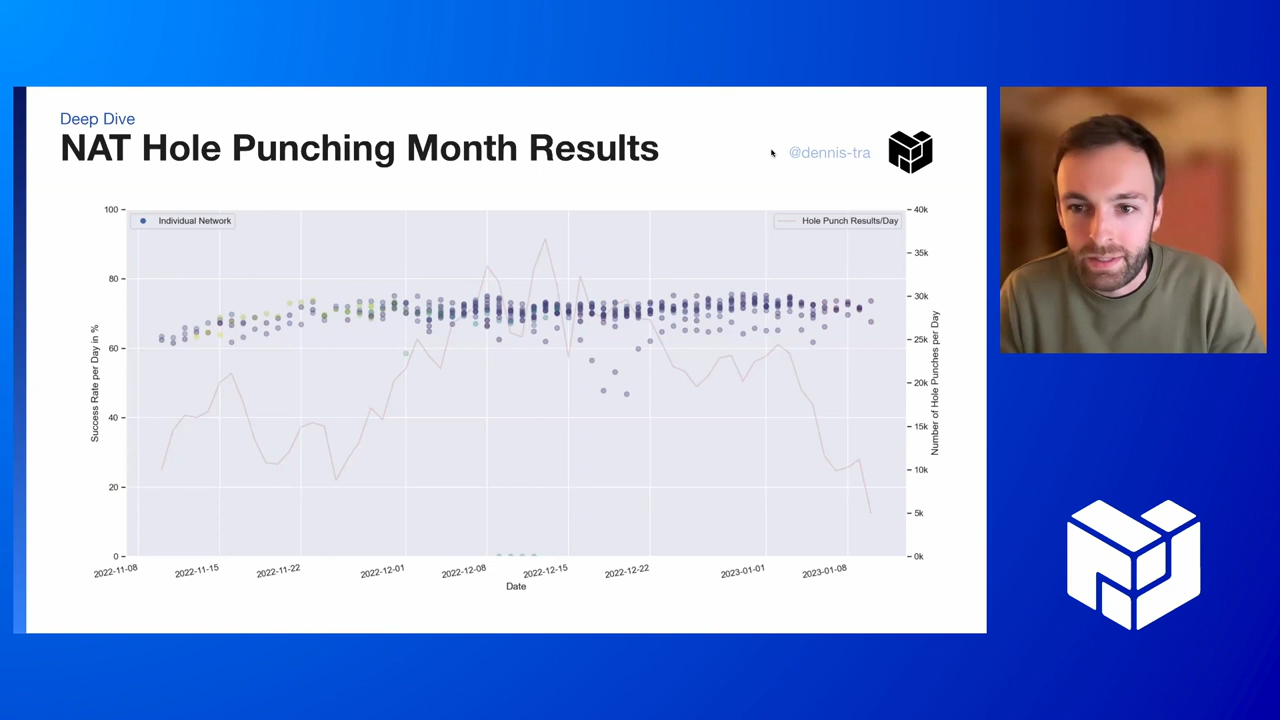 Deep Dive
NAT Hole Punching Month Results
@dennis-tra
Individual Network
Hole Punch Results/Day
100
80
60
40
20
0
Success Rate per Day in %
40k
35k
30k
25k
20k
15k
10k
5k
0k
Number of Hole Punches per Day
2022-11-08
2022-11-15
2022-11-22
2022-12-01
2022-12-08
2022-12-15
2022-12-22
2023-01-01
2023-01-08
Date